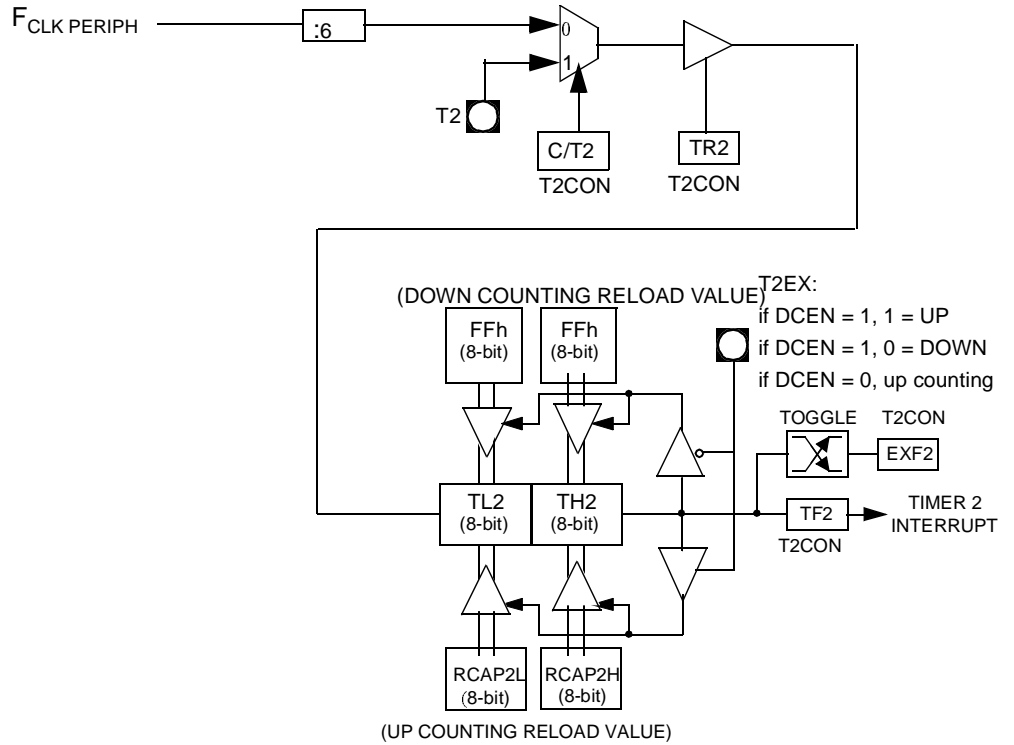 F CLK PERIPH
:6
0
1
T2
C/T2
TR2
T2CON
T2CON
(DOWN COUNTING RELOAD VALUE)
T2EX:
if DCEN = 1, 1 = UP
if DCEN = 1, 0 = DOWN
if DCEN = 0, up counting
FFh
(8-bit)
FFh
(8-bit)
TOGGLE
T2CON
EXF2
TL2
(8-bit)
TH2
(8-bit)
TF2
T2CON
TIMER 2
INTERRUPT
RCAP2L
(8-bit)
RCAP2H
(8-bit)
(UP COUNTING RELOAD VALUE)